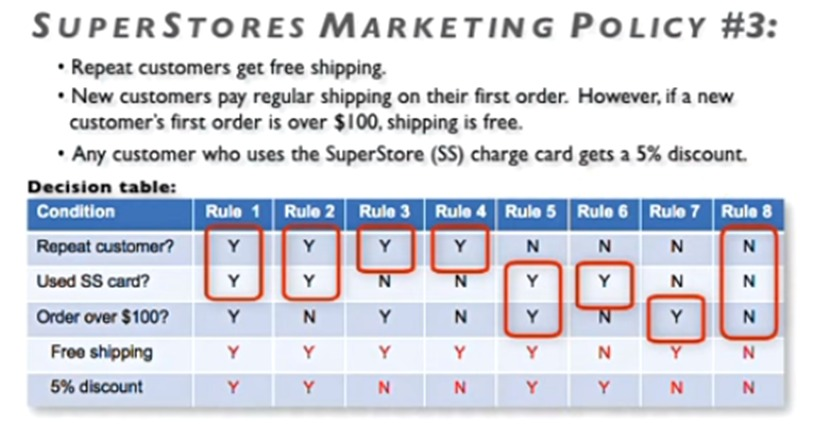 SUPERSTORES MARKETING POLICY #3:
• Repeat customers get free shipping.
• New customers pay regular shipping on their first order. However, if a new
customer's first order is over $100, shipping is free.
• Any customer who uses the SuperStore (SS) charge card gets a 5% discount.
Decision table:
Condition Rule 1 Rule 2 Rule 3 Rule 4 Rule 5 Rule 6 Rule 7 Rule 8
Repeat customer? Y Y Y Y N N N N
Used SS card? Y Y N N Y Y N N
Order over $100? Y N Y N Y N Y N
Free shipping Y Y Y Y Y N Y N
5% discount Y Y N N Y Y N N